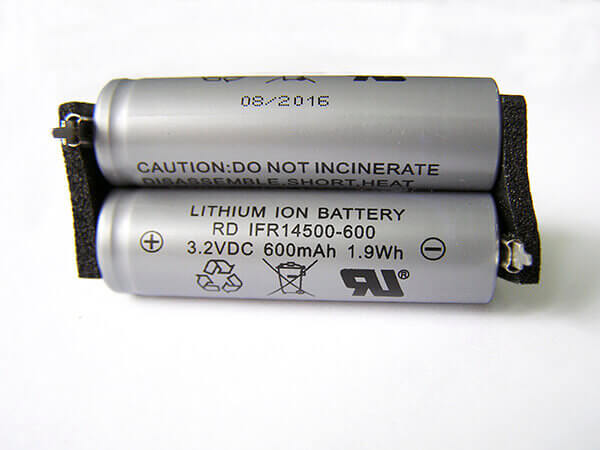 08/2016
CAUTION:DO NOT INCINERATE
DISASSEMBLE,SHORT,HEAT
LITHIUM ION BATTERY
RD IFR14500-600
3.2VDC 600mAh 1.9Wh